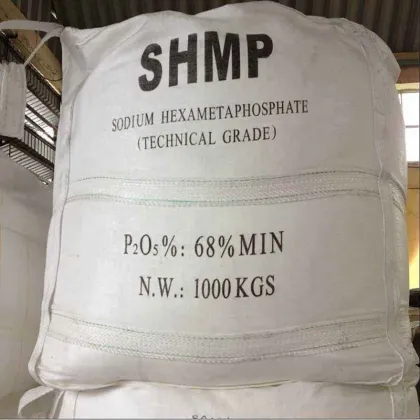 SHMP
SODIUM HEXAMETAPHOSPHATE
(TECHNICAL GRADE)
P₂O₅%: 68%MIN
N.W.: 1000KGS